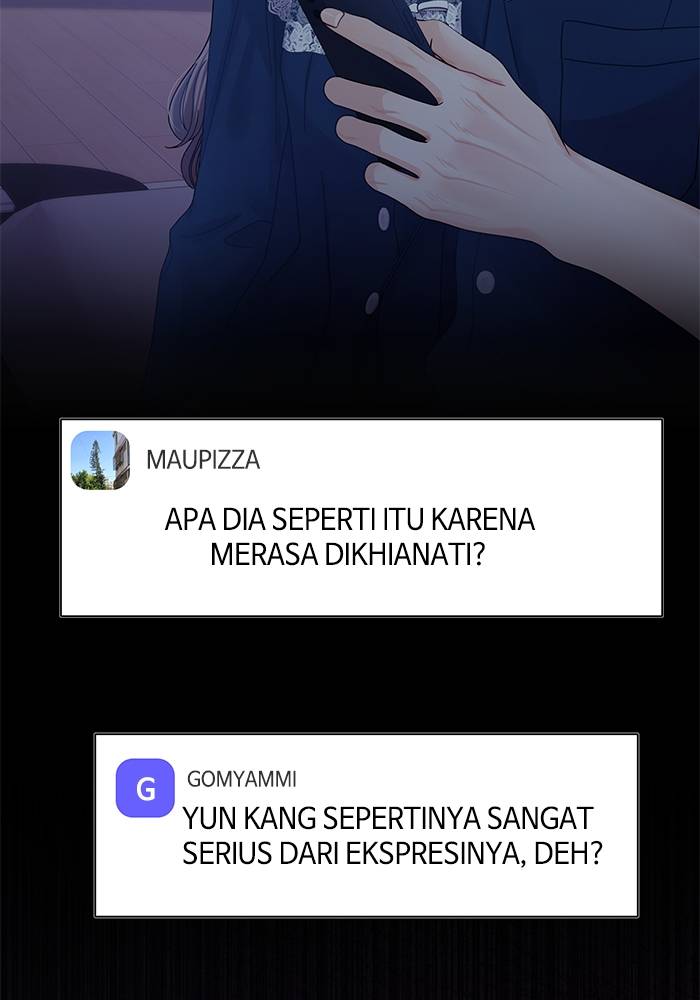 MAUPIZZA
APA DIA SEPERTI ITU KARENA
MERASA DIKHIANATI?
G
GOMYAMMI
YUN KANG SEPERTINYA SANGAT
SERIUS DARI EKSPRESINYA, DEH?